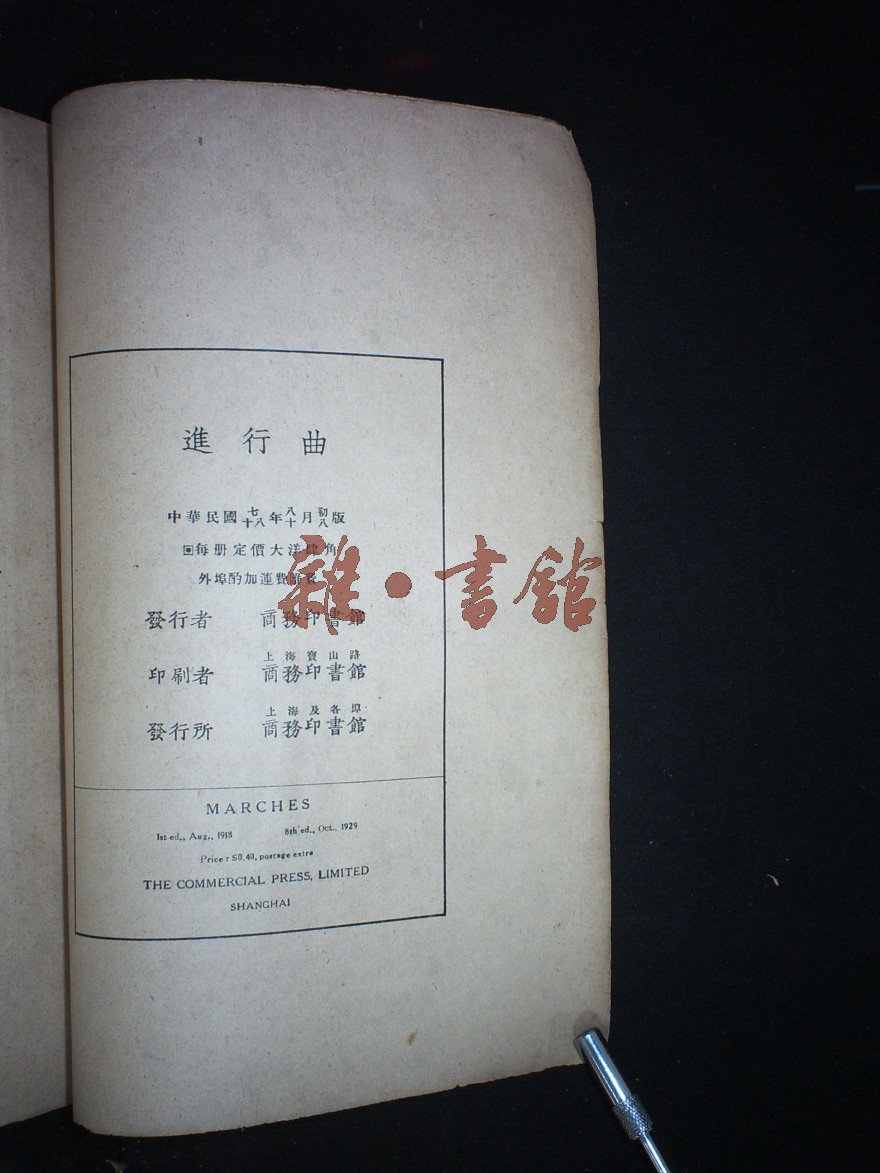 進行曲
中華民國七年八月初版
十八年十月八版
每册定價大洋肆角
外埠酌加運費匯費
發行者 商務印書館
上海寶山路
印刷者 商務印書館
上海及各埠
發行所 商務印書館
MARCHES
1st ed., Aug., 1918 8th ed., Oct., 1929
Price: $0.40, postage extra
THE COMMERCIAL PRESS, LIMITED
SHANGHAI
雜·書館